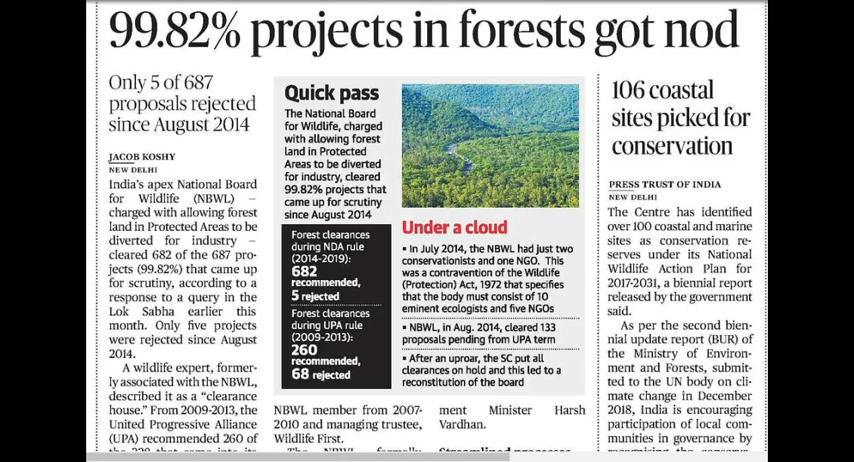 99.82% projects in forests got nod
Only 5 of 687
proposals rejected
since August 2014
JACOB KOSHY
NEW DELHI
India's apex National Board
for Wildlife (NBWL) —
charged with allowing forest
land in Protected Areas to be
diverted for industry —
cleared 682 of the 687 pro-
jects (99.82%) that came up
for scrutiny, according to a
response to a query in the
Lok Sabha earlier this
month. Only five projects
were rejected since August
2014.
A wildlife expert, former-
ly associated with the NBWL,
described it as a “clearance
house.” From 2009-2013, the
United Progressive Alliance
(UPA) recommended 260 of
Quick pass
The National Board
for Wildlife, charged
with allowing forest
land in Protected
Areas to be diverted
for industry, cleared
99.82% projects that
came up for scrutiny
since August 2014
Forest clearances
during NDA rule
(2014-2019):
682
recommended,
5 rejected
Forest clearances
during UPA rule
(2009-2013):
260
recommended,
68 rejected
Under a cloud
▪ In July 2014, the NBWL had just two
conservationists and one NGO. This
was a contravention of the Wildlife
(Protection) Act, 1972 that specifies
that the body must consist of 10
eminent ecologists and five NGOs
▪ NBWL, in Aug. 2014, cleared 133
proposals pending from UPA term
▪ After an uproar, the SC put all
clearances on hold and this led to a
reconstitution of the board
NBWL member from 2007-
2010 and managing trustee,
Wildlife First.
ment Minister Harsh
Vardhan.
106 coastal
sites picked for
conservation
PRESS TRUST OF INDIA
NEW DELHI
The Centre has identified
over 100 coastal and marine
sites as conservation re-
serves under its National
Wildlife Action Plan for
2017-2031, a biennial report
released by the government
said.
As per the second bien-
nial update report (BUR) of
the Ministry of Environ-
ment and Forests, submit-
ted to the UN body on cli-
mate change in December
2018, India is encouraging
participation of local com-
munities in governance by